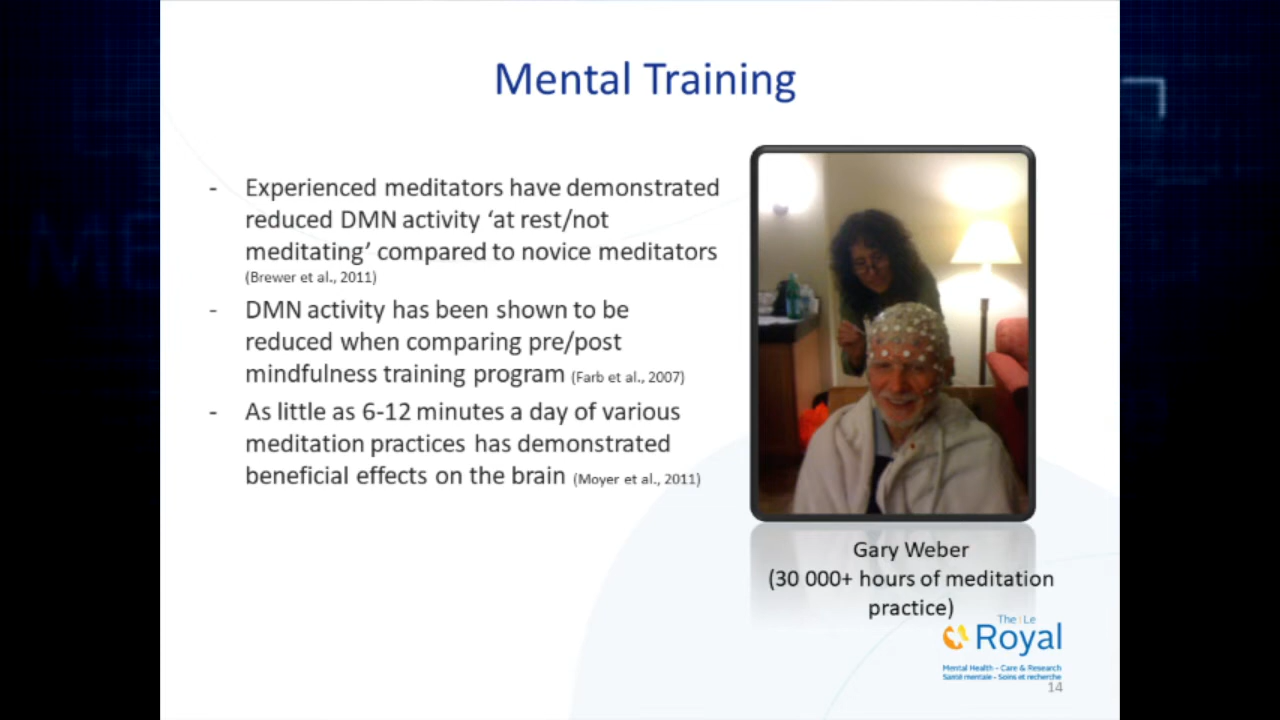 Mental Training
- Experienced meditators have demonstrated
reduced DMN activity ‘at rest/not
meditating’ compared to novice meditators
(Brewer et al., 2011)
- DMN activity has been shown to be
reduced when comparing pre/post
mindfulness training program (Farb et al., 2007)
- As little as 6-12 minutes a day of various
meditation practices has demonstrated
beneficial effects on the brain (Moyer et al., 2011)
Gary Weber
(30 000+ hours of meditation
practice)
The | Le
Royal
Mental Health - Care & Research
Santé mentale - Soins et recherche
14